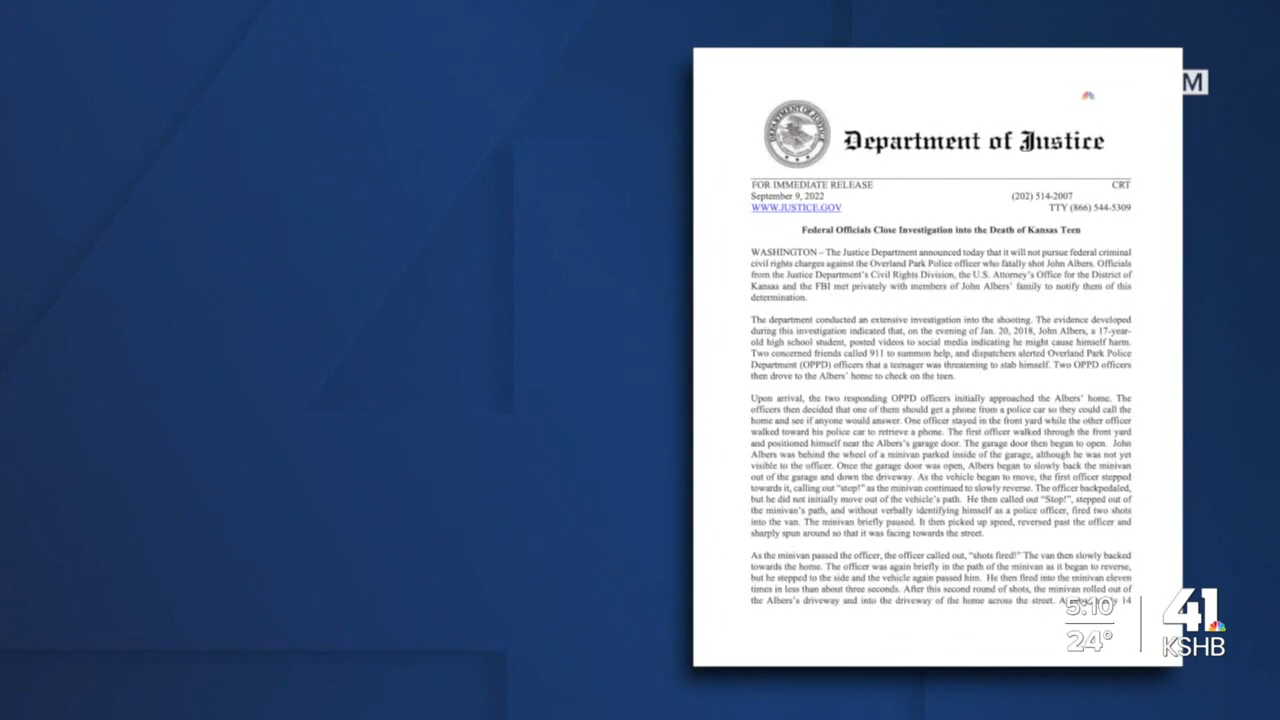 M
DEPARTMENT OF JUSTICE
Department of Justice
FOR IMMEDIATE RELEASE CRT
September 9, 2022 (202) 514-2007
WWW.JUSTICE.GOV TTY (866) 544-5309
Federal Officials Close Investigation into the Death of Kansas Teen
WASHINGTON – The Justice Department announced today that it will not pursue federal criminal
civil rights charges against the Overland Park Police officer who fatally shot John Albers. Officials
from the Justice Department's Civil Rights Division, the U.S. Attorney's Office for the District of
Kansas and the FBI met privately with members of John Albers' family to notify them of this
determination.
The department conducted an extensive investigation into the shooting. The evidence developed
during this investigation indicated that, on the evening of Jan. 20, 2018, John Albers, a 17-year-
old high school student, posted videos to social media indicating he might cause himself harm.
Two concerned friends called 911 to summon help, and dispatchers alerted Overland Park Police
Department (OPPD) officers that a teenager was threatening to stab himself. Two OPPD officers
then drove to the Albers' home to check on the teen.
Upon arrival, the two responding OPPD officers initially approached the Albers' home. The
officers then decided that one of them should get a phone from a police car so they could call the
home and see if anyone would answer. One officer stayed in the front yard while the other officer
walked toward his police car to retrieve a phone. The first officer walked through the front yard
and positioned himself near the Albers's garage door. The garage door then began to open. John
Albers was behind the wheel of a minivan parked inside of the garage, although he was not yet
visible to the officer. Once the garage door was open, Albers began to slowly back the minivan
out of the garage and down the driveway. As the vehicle began to move, the first officer stepped
towards it, calling out "stop!" as the minivan continued to slowly reverse. The officer backpedaled,
but he did not initially move out of the vehicle's path. He then called out "Stop!", stepped out of
the minivan's path, and without verbally identifying himself as a police officer, fired two shots
into the van. The minivan briefly paused. It then picked up speed, reversed past the officer and
sharply spun around so that it was facing towards the street.
As the minivan passed the officer, the officer called out, "shots fired!" The van then slowly backed
towards the home. The officer was again briefly in the path of the minivan as it began to reverse,
but he stepped to the side and the vehicle again passed him. He then fired into the minivan eleven
times in less than about three seconds. After this second round of shots, the minivan rolled out of
the Albers's driveway and into the driveway of the home across the street. 14
5:10
24°
41
KSHB